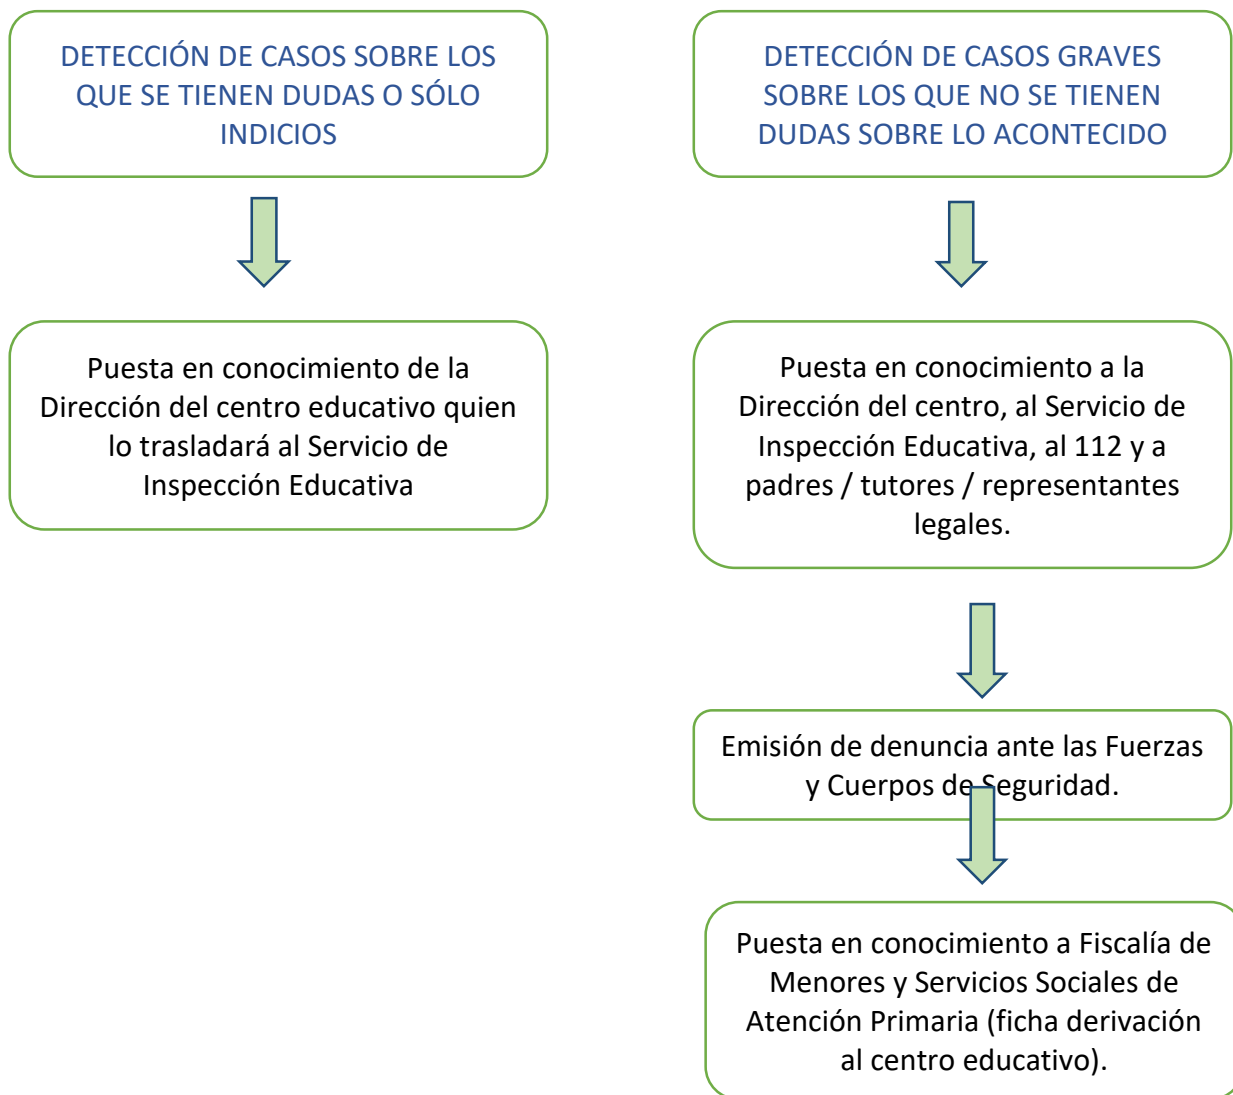 DETECCIÓN DE CASOS SOBRE LOS
QUE SE TIENEN DUDAS O SÓLO
INDICIOS
Puesta en conocimiento de la
Dirección del centro educativo quien
lo trasladará al Servicio de
Inspección Educativa
DETECCIÓN DE CASOS GRAVES
SOBRE LOS QUE NO SE TIENEN
DUDAS SOBRE LO ACONTECIDO
Puesta en conocimiento a la
Dirección del centro, al Servicio de
Inspección Educativa, al 112 y a
padres / tutores / representantes
legales.
Emisión de denuncia ante las Fuerzas
y Cuerpos de Seguridad.
Puesta en conocimiento a Fiscalía de
Menores y Servicios Sociales de
Atención Primaria (ficha derivación
al centro educativo).